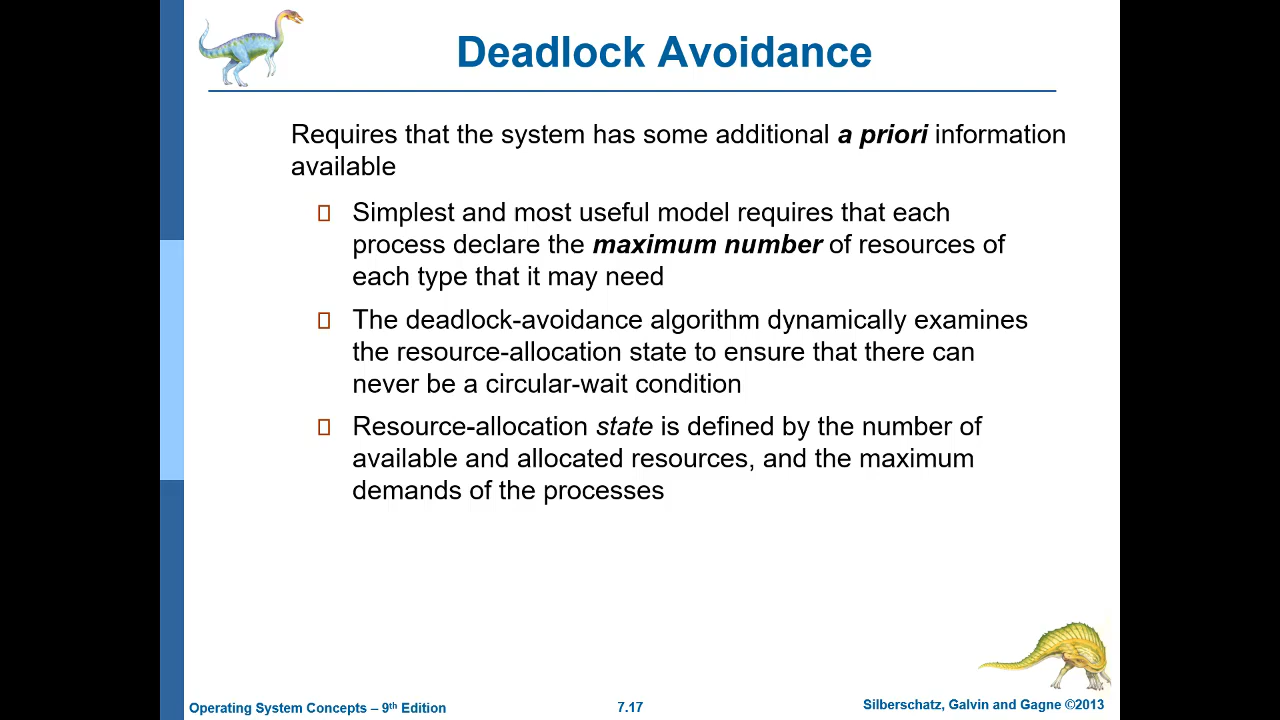 Deadlock Avoidance
Requires that the system has some additional a priori information
available
Simplest and most useful model requires that each
process declare the maximum number of resources of
each type that it may need
The deadlock-avoidance algorithm dynamically examines
the resource-allocation state to ensure that there can
never be a circular-wait condition
Resource-allocation state is defined by the number of
available and allocated resources, and the maximum
demands of the processes
Operating System Concepts – 9th Edition
7.17
Silberschatz, Galvin and Gagne ©2013